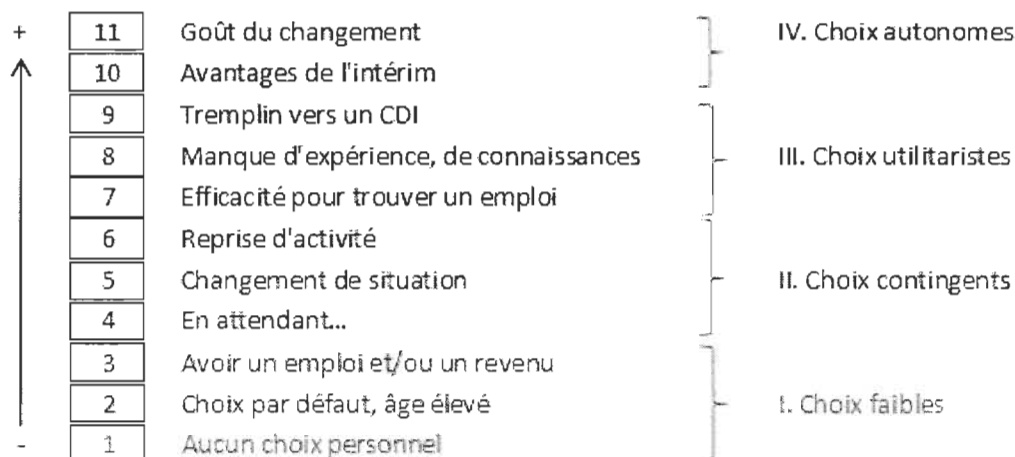 + 11 Goût du changement IV. Choix autonomes
10 Avantages de l'intérim
9 Tremplin vers un CDI
8 Manque d'expérience, de connaissances III. Choix utilitaristes
7 Efficacité pour trouver un emploi
6 Reprise d'activité
5 Changement de situation II. Choix contingents
4 En attendant...
3 Avoir un emploi et/ou un revenu
2 Choix par défaut, âge élevé I. Choix faibles
- 1 Aucun choix personnel